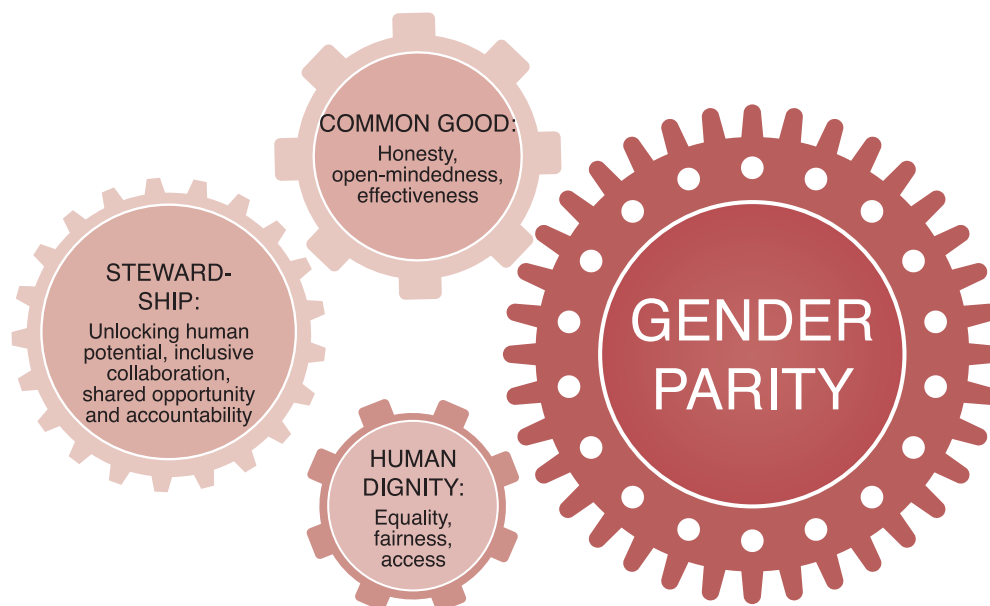 COMMON GOOD:
Honesty,
open-mindedness,
effectiveness
STEWARD-
SHIP:
Unlocking human
potential, inclusive
collaboration,
shared opportunity
and accountability
HUMAN
DIGNITY:
Equality,
fairness,
access
GENDER
PARITY